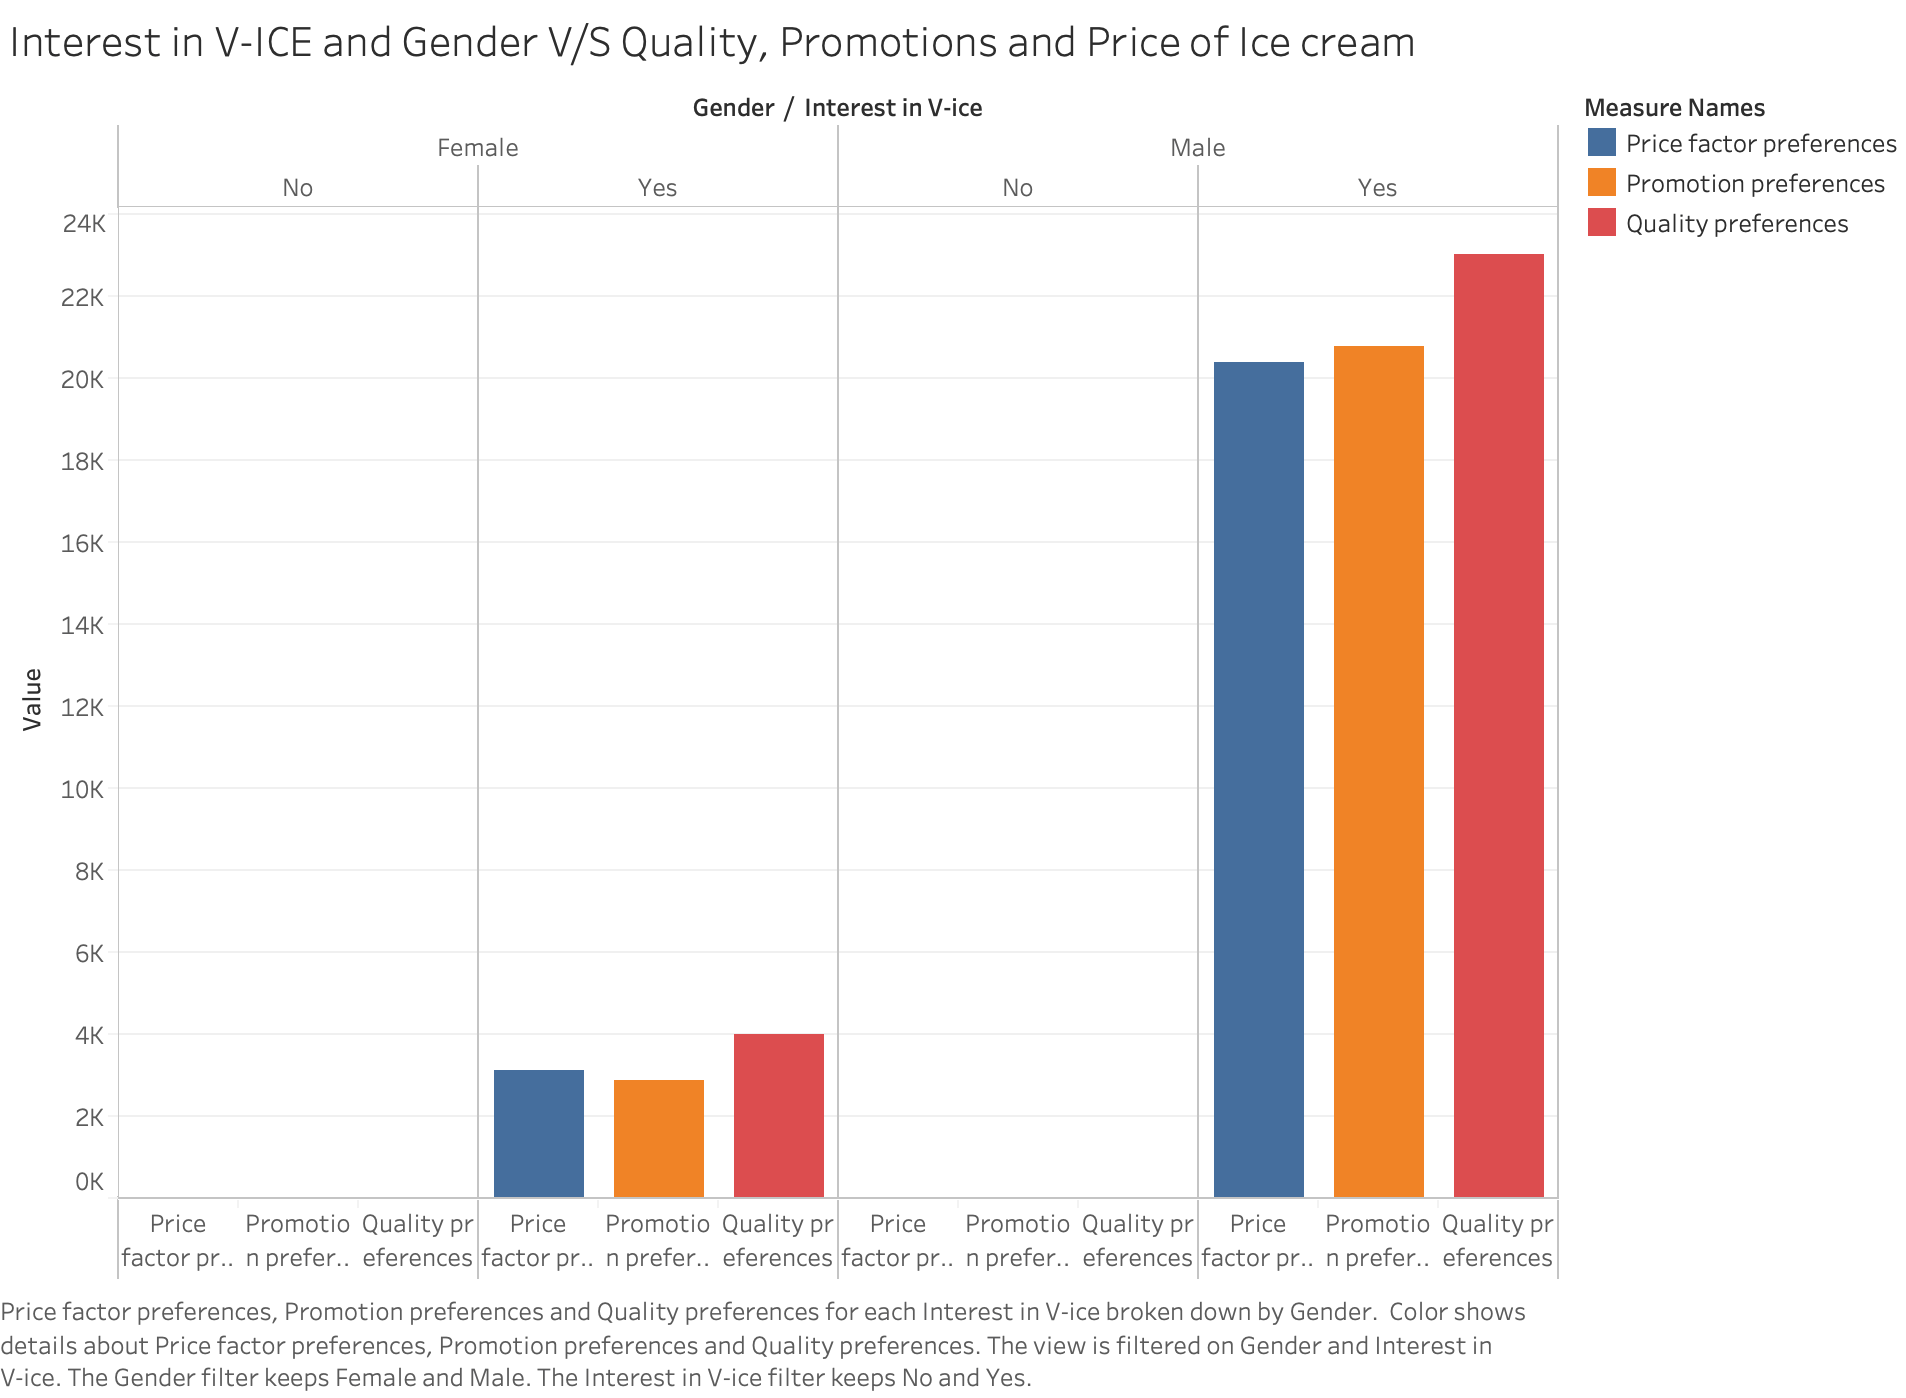 Interest in V-ICE and Gender V/S Quality, Promotions and Price of Ice cream
Gender / Interest in V-ice
Female
Male
No
Yes
No
Yes
Measure Names
Price factor preferences
Promotion preferences
Quality preferences
24K
22K
20K
18K
16K
14K
12K
10K
8K
6K
4K
2K
0K
Value
Price
factor pr..
Promotio
n prefer..
Quality pr
eferences
Price
factor pr..
Promotio
n prefer..
Quality pr
eferences
Price
factor pr..
Promotio
n prefer..
Quality pr
eferences
Price
factor pr..
Promotio
n prefer..
Quality pr
eferences
Price factor preferences, Promotion preferences and Quality preferences for each Interest in V-ice broken down by Gender.  Color shows
details about Price factor preferences, Promotion preferences and Quality preferences. The view is filtered on Gender and Interest in
V-ice. The Gender filter keeps Female and Male. The Interest in V-ice filter keeps No and Yes.